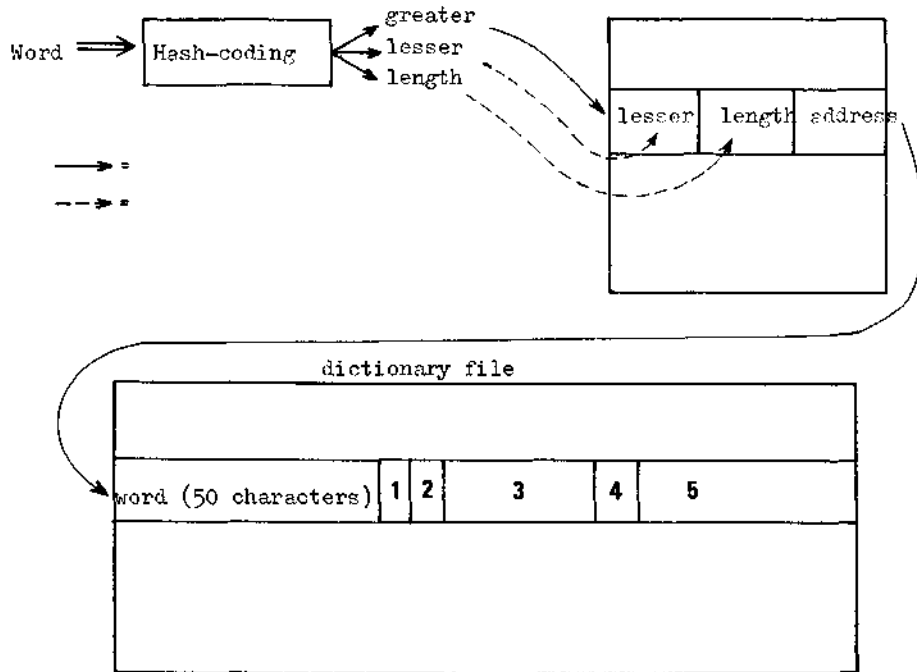 Word
Hash-coding
greater
lesser
length
lesser
length
address
=
=
dictionary file
word (50 characters)
1
2
3
4
5